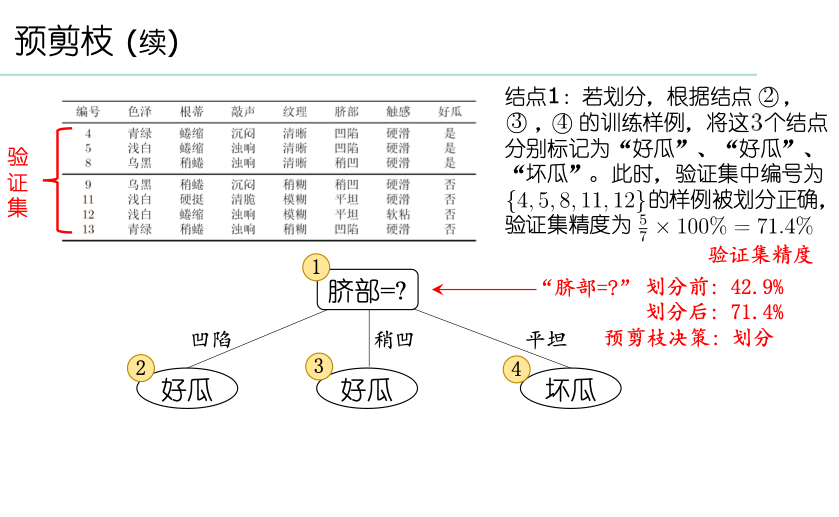 预剪枝 (续)
编号 色泽 根蒂 敲声 纹理 脐部 触感 好瓜
4 青绿 蜷缩 沉闷 清晰 凹陷 硬滑 是
5 浅白 蜷缩 浊响 清晰 凹陷 硬滑 是
8 乌黑 稍蜷 浊响 清晰 稍凹 硬滑 是
9 乌黑 稍蜷 沉闷 稍糊 稍凹 硬滑 否
11 浅白 硬挺 清脆 模糊 平坦 硬滑 否
12 浅白 蜷缩 浊响 模糊 平坦 软粘 否
13 青绿 稍蜷 浊响 稍糊 凹陷 硬滑 否
验
证
集
结点1：若划分，根据结点 ②，
③，④ 的训练样例，将这3个结点
分别标记为“好瓜”、“好瓜”、
“坏瓜”。此时，验证集中编号为
{4, 5, 8, 11, 12}的样例被划分正确，
验证集精度为 5/7 × 100% = 71.4%
验证集精度
1
脐部=?
“脐部=?” 划分前: 42.9%
划分后: 71.4%
预剪枝决策: 划分
凹陷 稍凹 平坦
2 3 4
好瓜 好瓜 坏瓜